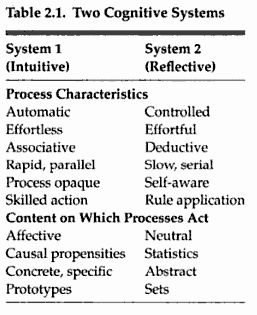 Table 2.1. Two Cognitive Systems
System 1 System 2
(Intuitive) (Reflective)
Process Characteristics
Automatic Controlled
Effortless Effortful
Associative Deductive
Rapid, parallel Slow, serial
Process opaque Self-aware
Skilled action Rule application
Content on Which Processes Act
Affective Neutral
Causal propensities Statistics
Concrete, specific Abstract
Prototypes Sets